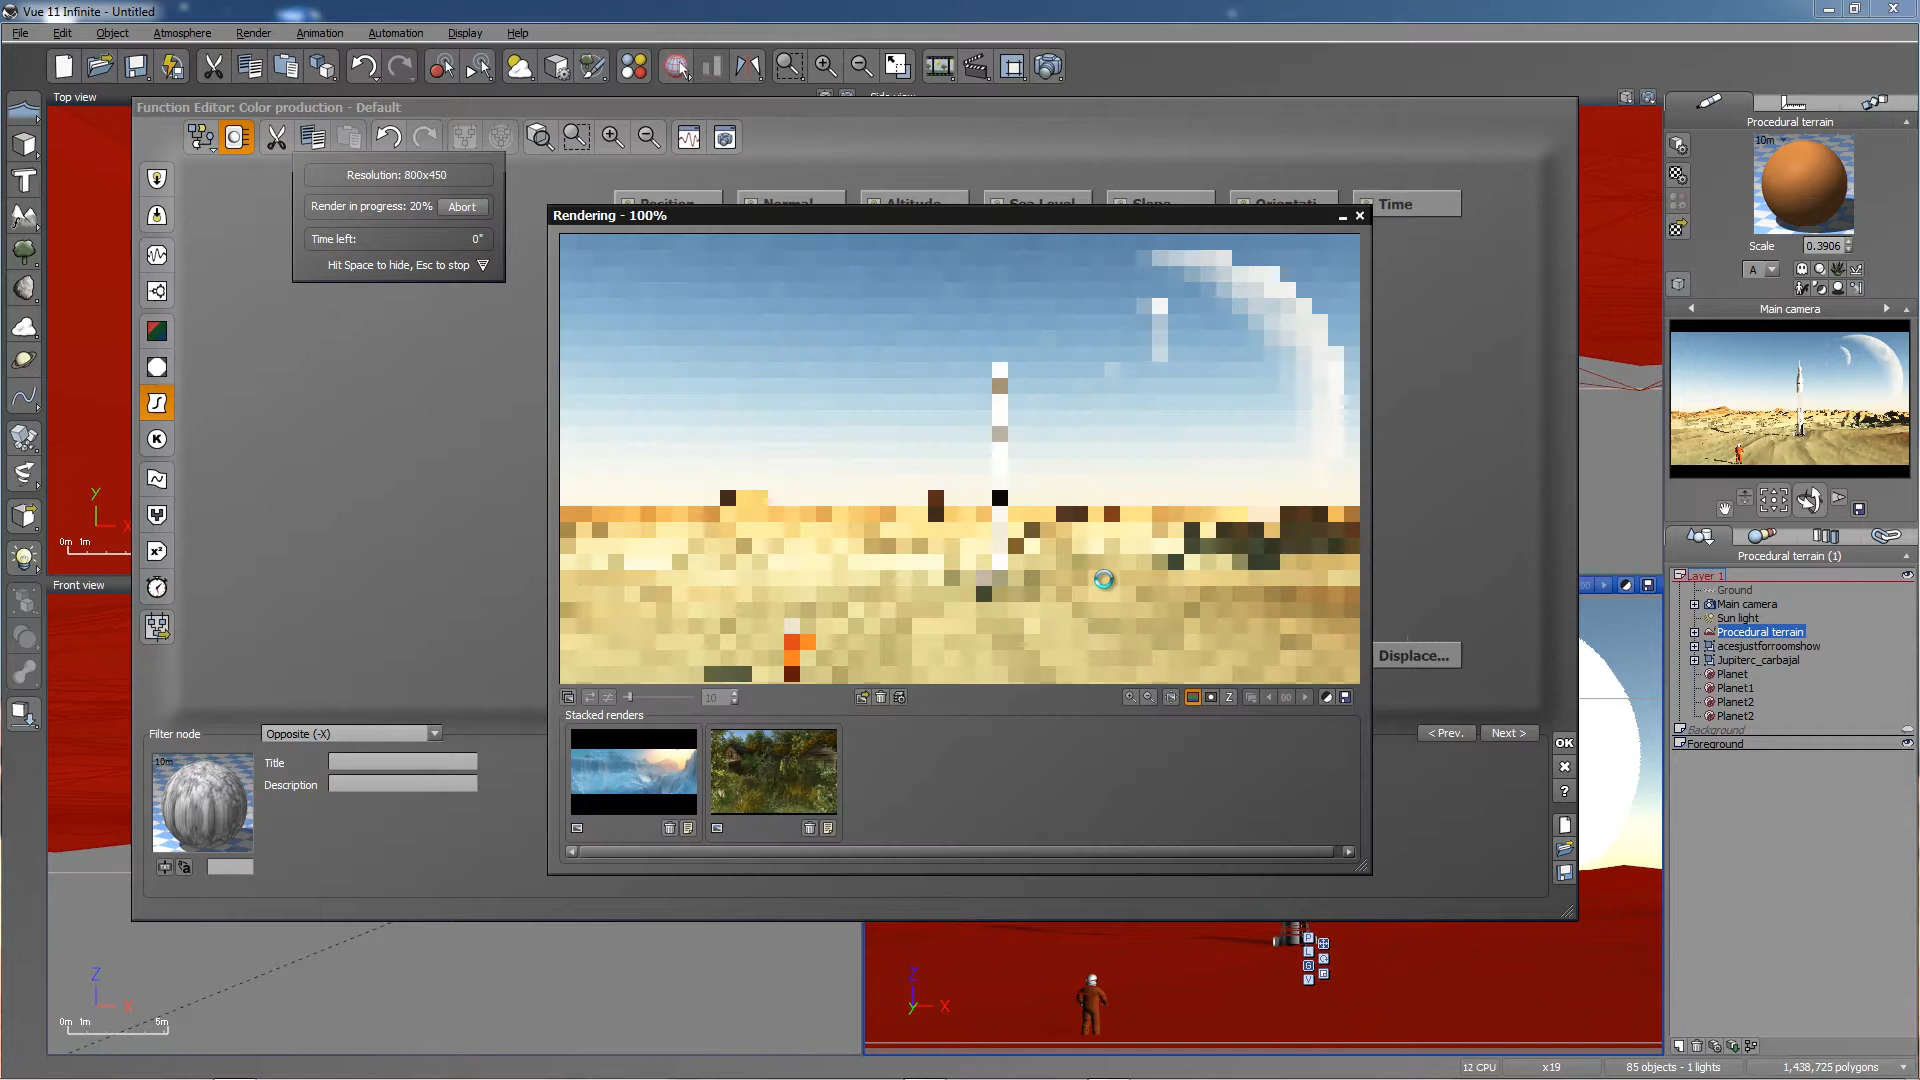 Vue 11 Infinite - Untitled
File Edit Object Atmosphere Render Animation Automation Display Help
Top view
Function Editor: Color production - Default
Resolution: 800x450
Render in progress: 20% Abort
Time left: 0"
Hit Space to hide, Esc to stop
Time
Rendering - 100%
Displace...
10
00
Stacked renders
Filter node Opposite (-X)
10m
Title
Description
< Prev. Next >
OK
Procedural terrain
10m
Scale 0.3906
A
Main camera
Procedural terrain (1)
Layer 1
Ground
Main camera
Sun light
Procedural terrain
acesjustforroomshow
Jupiterc_carbajal
Planet
Planet1
Planet2
Planet2
Background
Foreground
Y
X
0m 1m
Front view
Z
X
0m 1m 5m
Z
Y X
P
L
G
V
12 CPU x19 85 objects - 1 lights 1,438,725 polygons